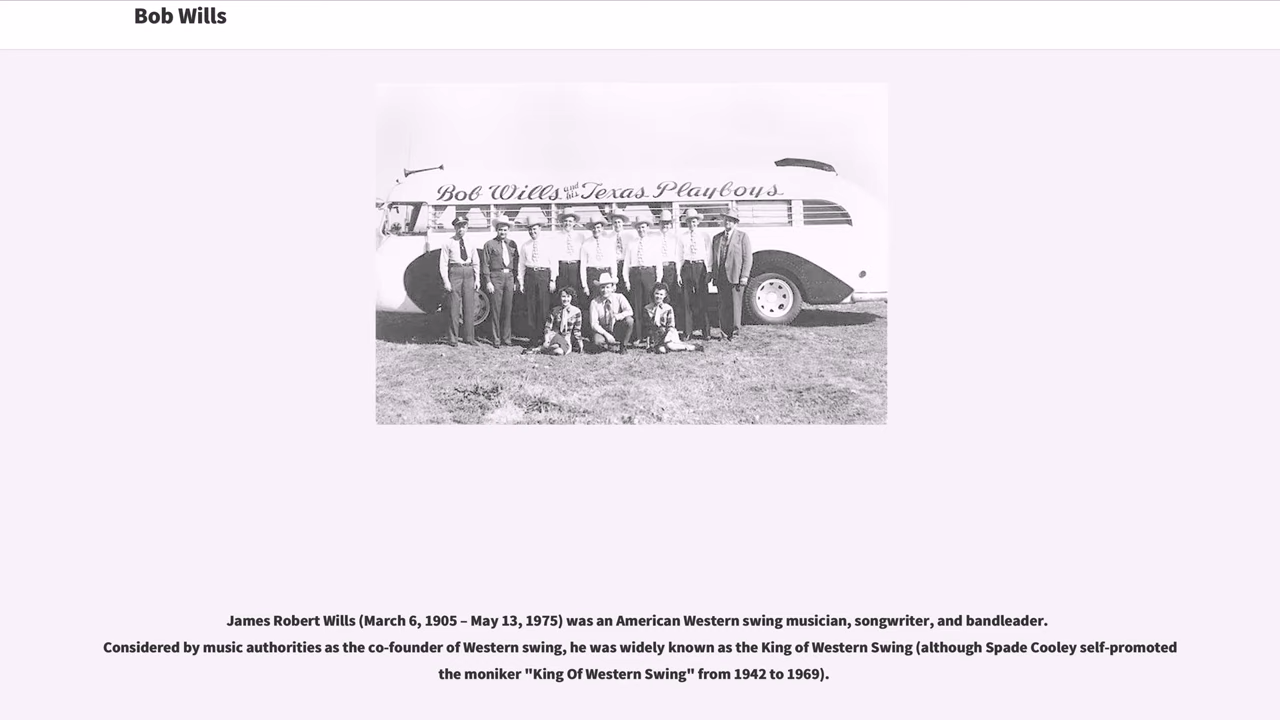 Bob Wills
Bob Wills and his Texas Playboys
James Robert Wills (March 6, 1905 – May 13, 1975) was an American Western swing musician, songwriter, and bandleader.
Considered by music authorities as the co-founder of Western swing, he was widely known as the King of Western Swing (although Spade Cooley self-promoted
the moniker "King Of Western Swing" from 1942 to 1969).